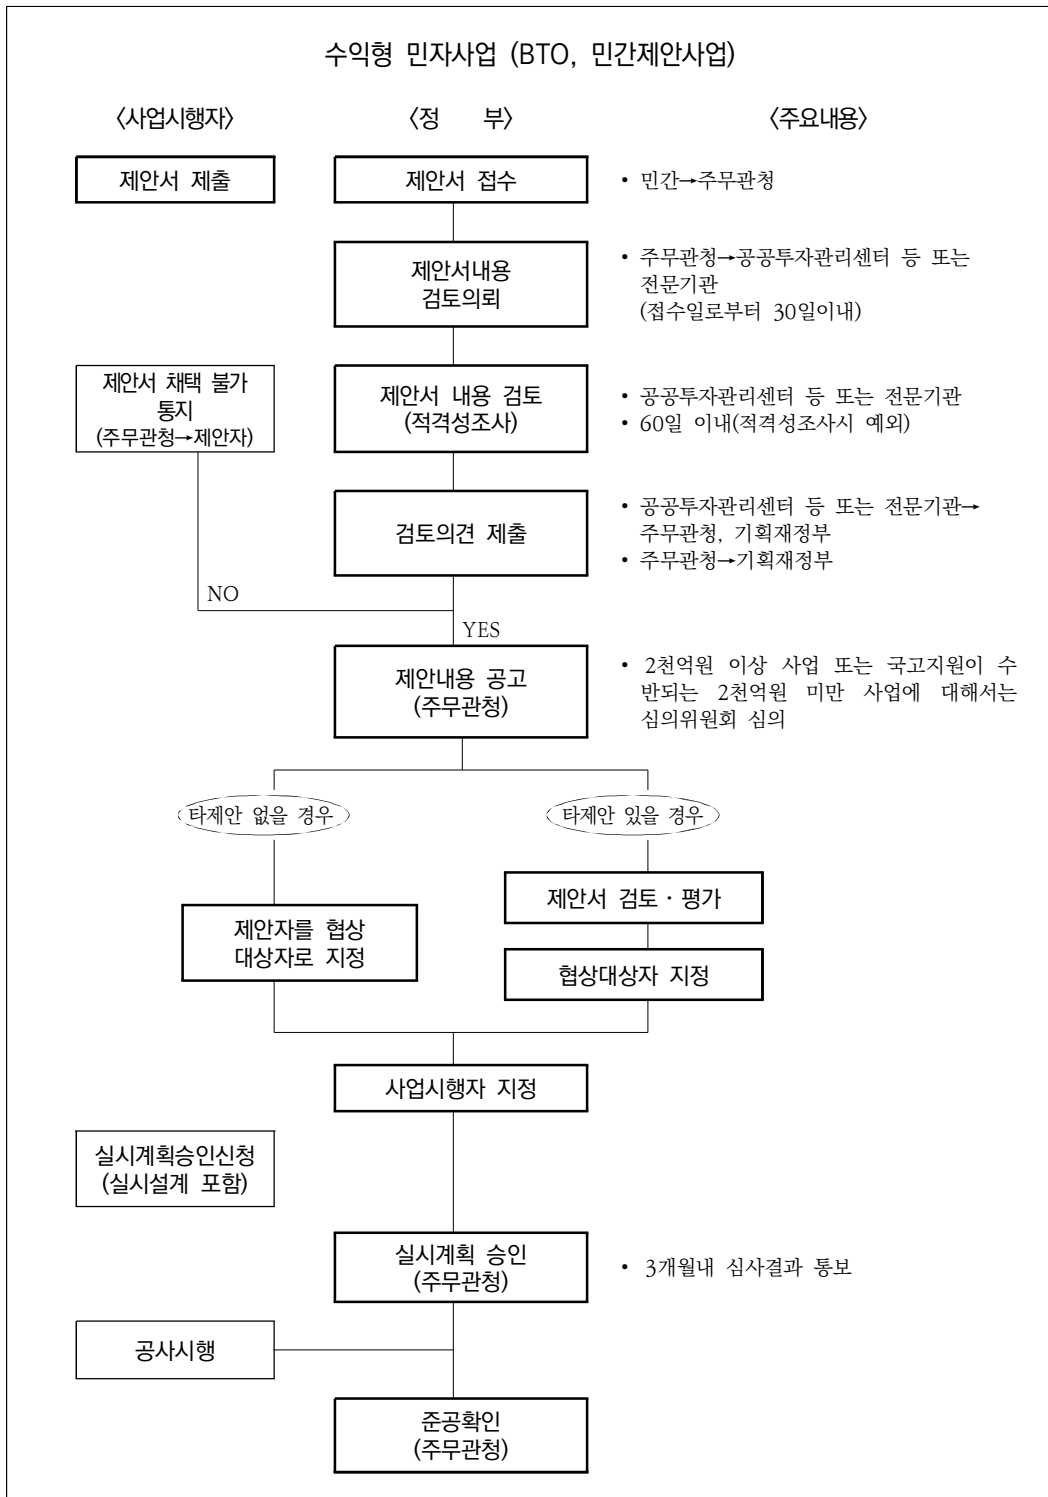 수익형 민자사업 (BTO, 민간제안사업)
〈사업시행자〉 〈정 부〉 〈주요내용〉
제안서 제출 제안서 접수 • 민간→주무관청
제안서내용
검토의뢰
• 주무관청→공공투자관리센터 등 또는
전문기관
(접수일로부터 30일이내)
제안서 채택 불가
통지
(주무관청→제안자)
제안서 내용 검토
(적격성조사)
• 공공투자관리센터 등 또는 전문기관
• 60일 이내(적격성조사시 예외)
검토의견 제출
• 공공투자관리센터 등 또는 전문기관→
주무관청, 기획재정부
• 주무관청→기획재정부
NO
YES
제안내용 공고
(주무관청)
• 2천억원 이상 사업 또는 국고지원이 수
반되는 2천억원 미만 사업에 대해서는
심의위원회 심의
타제안 없을 경우 타제안 있을 경우
제안서 검토·평가
제안자를 협상
대상자로 지정
협상대상자 지정
사업시행자 지정
실시계획승인신청
(실시설계 포함)
실시계획 승인
(주무관청)
• 3개월내 심사결과 통보
공사시행
준공확인
(주무관청)